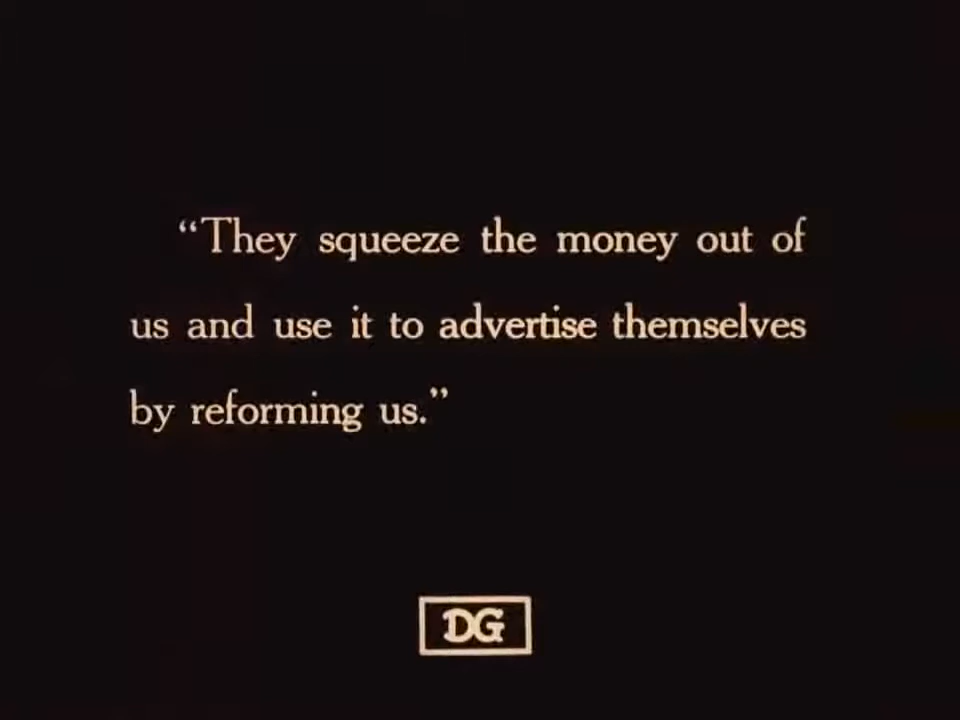 “They squeeze the money out of
us and use it to advertise themselves
by reforming us.”
DG